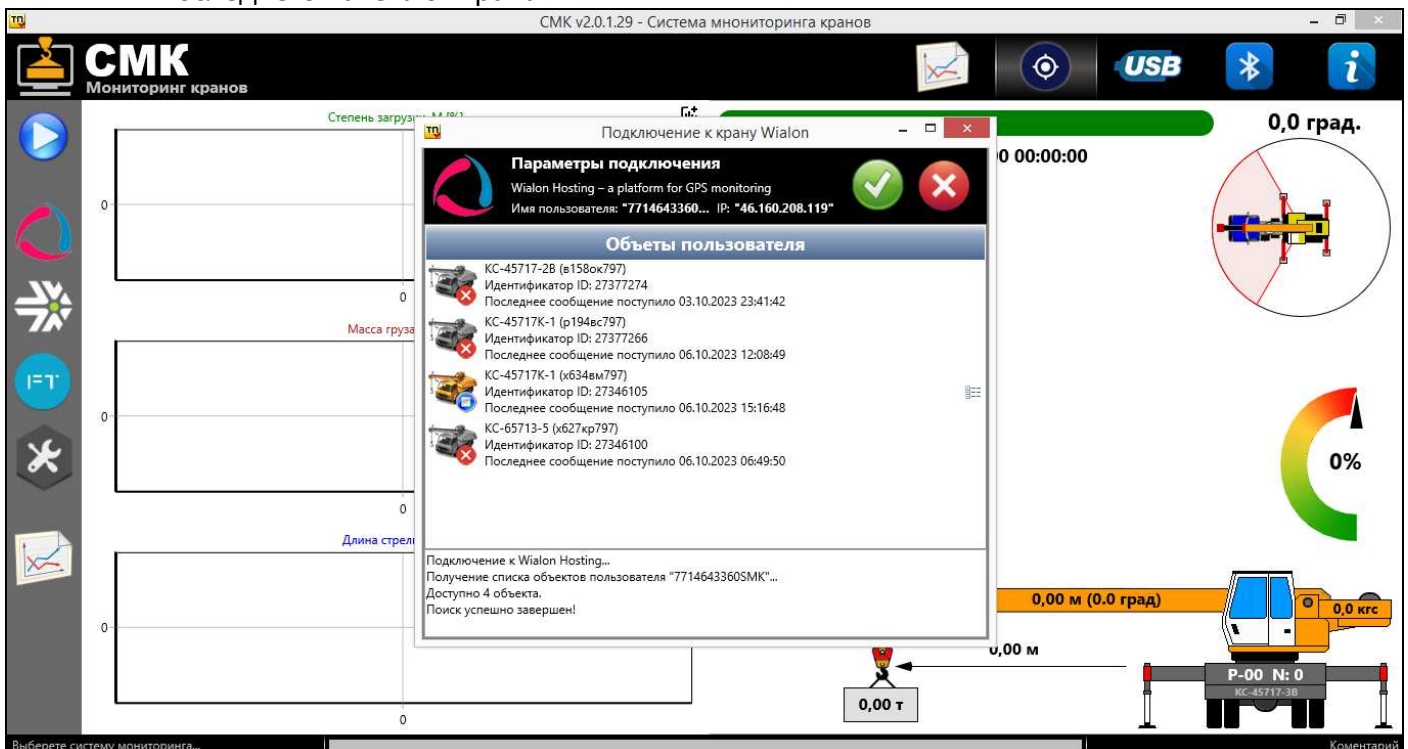 СМК v2.0.1.29 - Система мнониторинга кранов
СМК
Мониторинг кранов
USB
Степень загрузки
0
0
Масса груза
0
0
Длина
0
0
Подключение к крану Wialon
Параметры подключения
Wialon Hosting – a platform for GPS monitoring
Имя пользователя: "7714643360... IP: "46.160.208.119"
Объеты пользователя
КС-45717-2В (в158ок797)
Идентификатор ID: 27377274
Последнее сообщение поступило 03.10.2023 23:41:42
КС-45717К-1 (р194вс797)
Идентификатор ID: 27377266
Последнее сообщение поступило 06.10.2023 12:08:49
КС-45717К-1 (х634вм797)
Идентификатор ID: 27346105
Последнее сообщение поступило 06.10.2023 15:16:48
КС-65713-5 (х627кр797)
Идентификатор ID: 27346100
Последнее сообщение поступило 06.10.2023 06:49:50
Подключение к Wialon Hosting...
Получение списка объектов пользователя "7714643360SMK"...
Доступно 4 объекта.
Поиск успешно завершен!
00:00:00
0,0 град.
0%
0,00 м (0.0 град)
0,0 кгс
0,00 м
0,00 т
P-00 N: 0
КС-45717-3В
Выберете систему мониторинга...
Коментарий